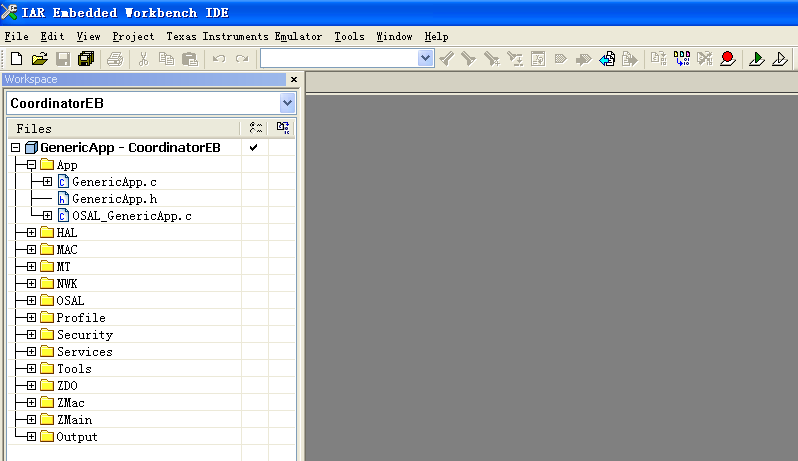 IAR Embedded Workbench IDE
File Edit View Project Texas Instruments Emulator Tools Window Help
Workspace
CoordinatorEB
Files
GenericApp - CoordinatorEB
App
GenericApp.c
GenericApp.h
OSAL_GenericApp.c
HAL
MAC
MT
NWK
OSAL
Profile
Security
Services
Tools
ZDO
ZMac
ZMain
Output